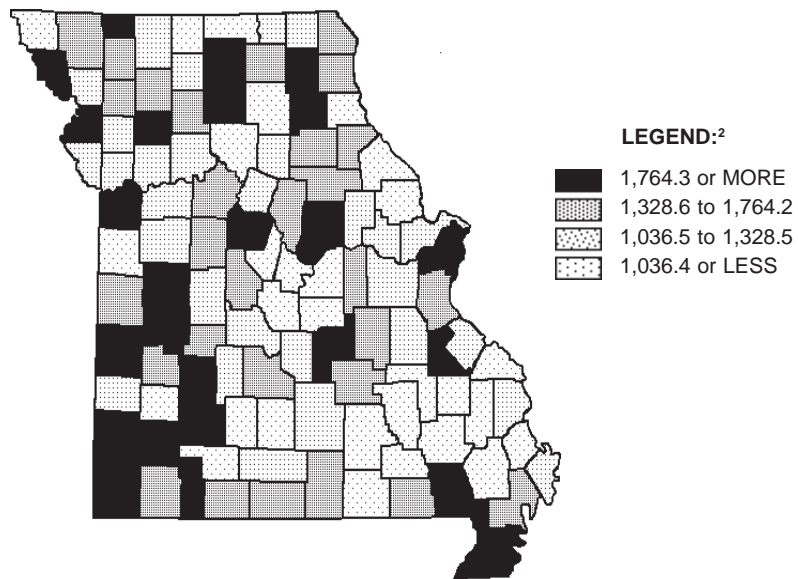 LEGEND:²
1,764.3 or MORE
1,328.6 to 1,764.2
1,036.5 to 1,328.5
1,036.4 or LESS